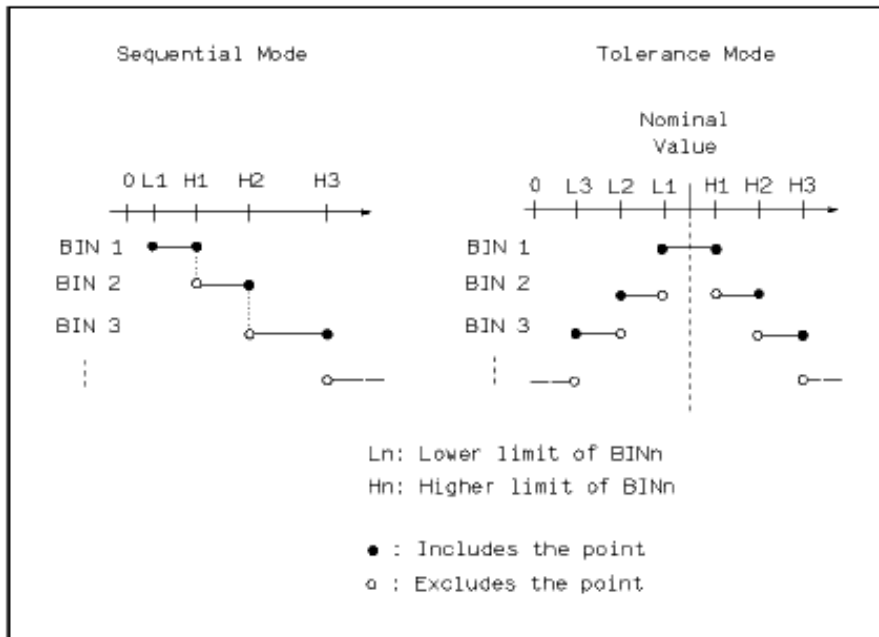 Sequential Mode
Tolerance Mode
Nominal
Value
0 L1 H1 H2 H3
0 L3 L2 L1 H1 H2 H3
BIN 1
BIN 2
BIN 3
BIN 1
BIN 2
BIN 3
Ln: Lower limit of BINn
Hn: Higher limit of BINn
● : Includes the point
○ : Excludes the point